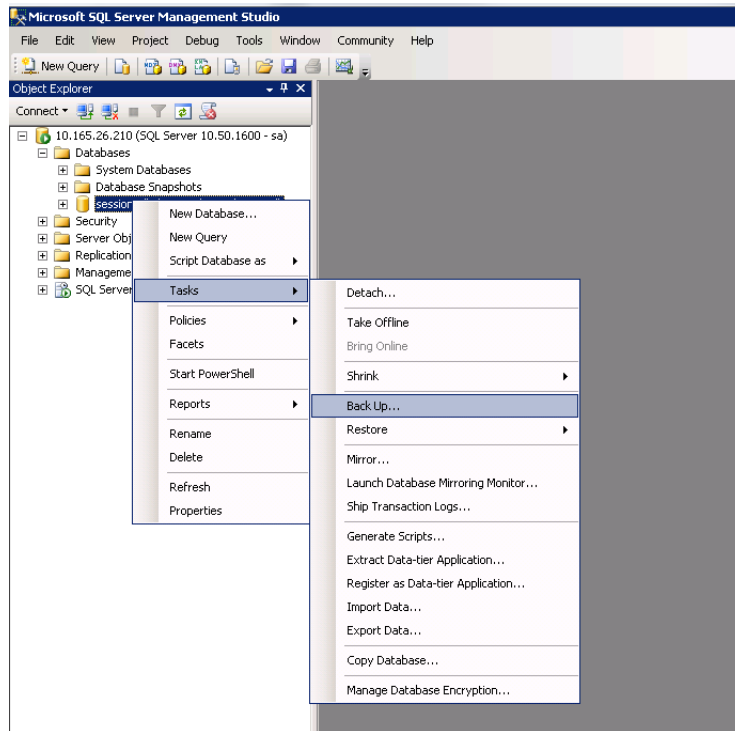 Microsoft SQL Server Management Studio
File Edit View Project Debug Tools Window Community Help
New Query
Object Explorer
Connect
10.165.26.210 (SQL Server 10.50.1600 - sa)
Databases
System Databases
Database Snapshots
session
Security
Server Obj
Replication
Manageme
SQL Server
New Database...
New Query
Script Database as
Tasks
Policies
Facets
Start PowerShell
Reports
Rename
Delete
Refresh
Properties
Detach...
Take Offline
Bring Online
Shrink
Back Up...
Restore
Mirror...
Launch Database Mirroring Monitor...
Ship Transaction Logs...
Generate Scripts...
Extract Data-tier Application...
Register as Data-tier Application...
Import Data...
Export Data...
Copy Database...
Manage Database Encryption...